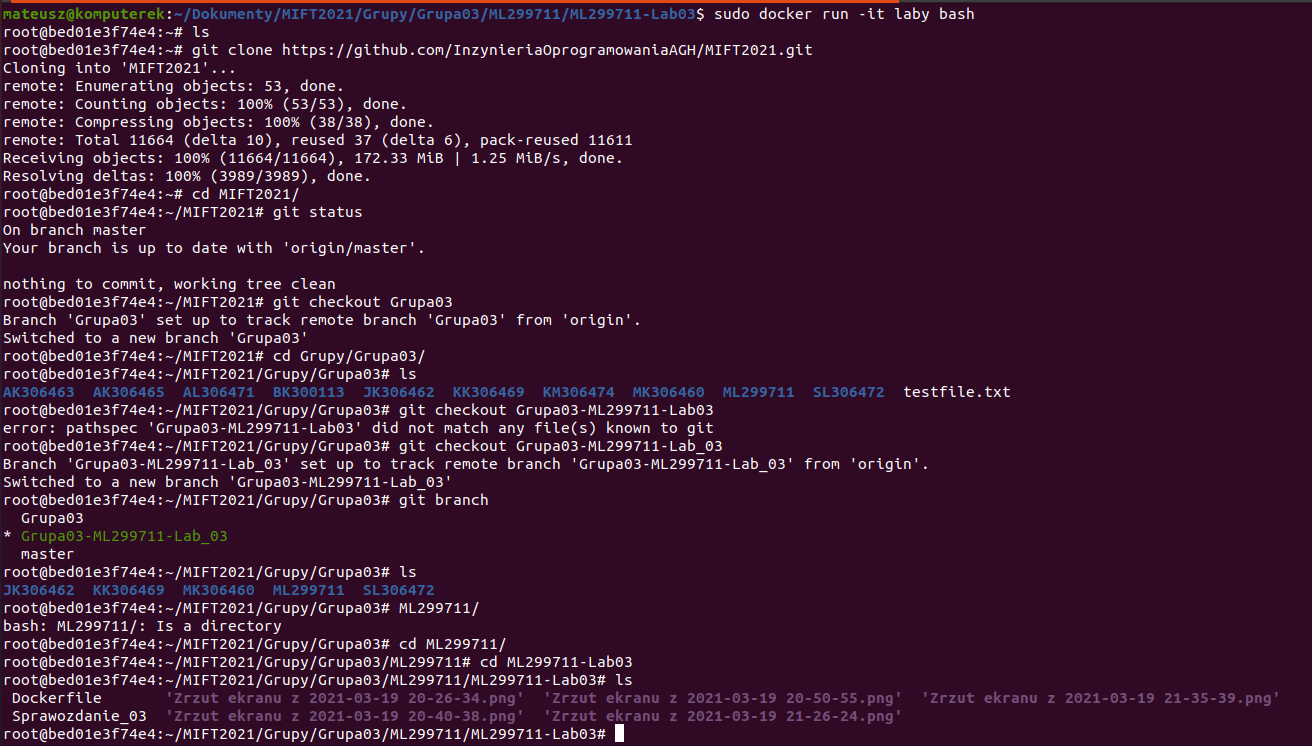 mateusz@komputerek:~/Dokumenty/MIFT2021/Grupy/Grupa03/ML299711/ML299711-Lab03$ sudo docker run -it laby bash
root@bed01e3f74e4:~# ls
root@bed01e3f74e4:~# git clone https://github.com/InzynieriaOprogramowaniaAGH/MIFT2021.git
Cloning into 'MIFT2021'...
remote: Enumerating objects: 53, done.
remote: Counting objects: 100% (53/53), done.
remote: Compressing objects: 100% (38/38), done.
remote: Total 11664 (delta 10), reused 37 (delta 6), pack-reused 11611
Receiving objects: 100% (11664/11664), 172.33 MiB | 1.25 MiB/s, done.
Resolving deltas: 100% (3989/3989), done.
root@bed01e3f74e4:~# cd MIFT2021/
root@bed01e3f74e4:~/MIFT2021# git status
On branch master
Your branch is up to date with 'origin/master'.

nothing to commit, working tree clean
root@bed01e3f74e4:~/MIFT2021# git checkout Grupa03
Branch 'Grupa03' set up to track remote branch 'Grupa03' from 'origin'.
Switched to a new branch 'Grupa03'
root@bed01e3f74e4:~/MIFT2021# cd Grupy/Grupa03/
root@bed01e3f74e4:~/MIFT2021/Grupy/Grupa03# ls
AK306463  AK306465  AL306471  BK300113  JK306462  KK306469  KM306474  MK306460  ML299711  SL306472  testfile.txt
root@bed01e3f74e4:~/MIFT2021/Grupy/Grupa03# git checkout Grupa03-ML299711-Lab03
error: pathspec 'Grupa03-ML299711-Lab03' did not match any file(s) known to git
root@bed01e3f74e4:~/MIFT2021/Grupy/Grupa03# git checkout Grupa03-ML299711-Lab_03
Branch 'Grupa03-ML299711-Lab_03' set up to track remote branch 'Grupa03-ML299711-Lab_03' from 'origin'.
Switched to a new branch 'Grupa03-ML299711-Lab_03'
root@bed01e3f74e4:~/MIFT2021/Grupy/Grupa03# git branch
  Grupa03
* Grupa03-ML299711-Lab_03
  master
root@bed01e3f74e4:~/MIFT2021/Grupy/Grupa03# ls
JK306462  KK306469  MK306460  ML299711  SL306472
root@bed01e3f74e4:~/MIFT2021/Grupy/Grupa03# ML299711/
bash: ML299711/: Is a directory
root@bed01e3f74e4:~/MIFT2021/Grupy/Grupa03# cd ML299711/
root@bed01e3f74e4:~/MIFT2021/Grupy/Grupa03/ML299711# cd ML299711-Lab03
root@bed01e3f74e4:~/MIFT2021/Grupy/Grupa03/ML299711/ML299711-Lab03# ls
 Dockerfile       'Zrzut ekranu z 2021-03-19 20-26-34.png'  'Zrzut ekranu z 2021-03-19 20-50-55.png'  'Zrzut ekranu z 2021-03-19 21-35-39.png'
 Sprawozdanie_03  'Zrzut ekranu z 2021-03-19 20-40-38.png'  'Zrzut ekranu z 2021-03-19 21-26-24.png'
root@bed01e3f74e4:~/MIFT2021/Grupy/Grupa03/ML299711/ML299711-Lab03#